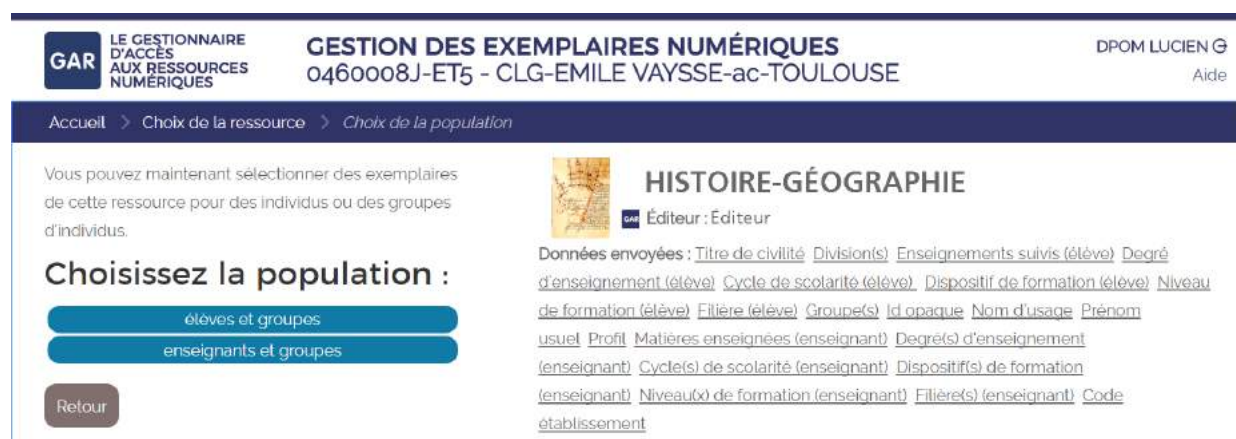 GAR
LE GESTIONNAIRE
D'ACCÈS
AUX RESSOURCES
NUMÉRIQUES
GESTION DES EXEMPLAIRES NUMÉRIQUES
0460008J-ET5 - CLG-EMILE VAYSSE-ac-TOULOUSE
DPOM LUCIEN
Aide
Accueil > Choix de la ressource > Choix de la population
Vous pouvez maintenant sélectionner des exemplaires
de cette ressource pour des individus ou des groupes
d'individus.
Choisissez la population :
élèves et groupes
enseignants et groupes
Retour
HISTOIRE-GÉOGRAPHIE
GAR Éditeur : Éditeur
Données envoyées : Titre de civilité Division(s) Enseignements suivis (élève) Degré
d'enseignement (élève) Cycle de scolarité (élève) Dispositif de formation (élève) Niveau
de formation (élève) Filière (élève) Groupe(s) Id opaque Nom d'usage Prénom
usuel Profil Matières enseignées (enseignant) Degré(s) d'enseignement
(enseignant) Cycle(s) de scolarité (enseignant) Dispositif(s) de formation
(enseignant) Niveau(x) de formation (enseignant) Filière(s) (enseignant) Code
établissement